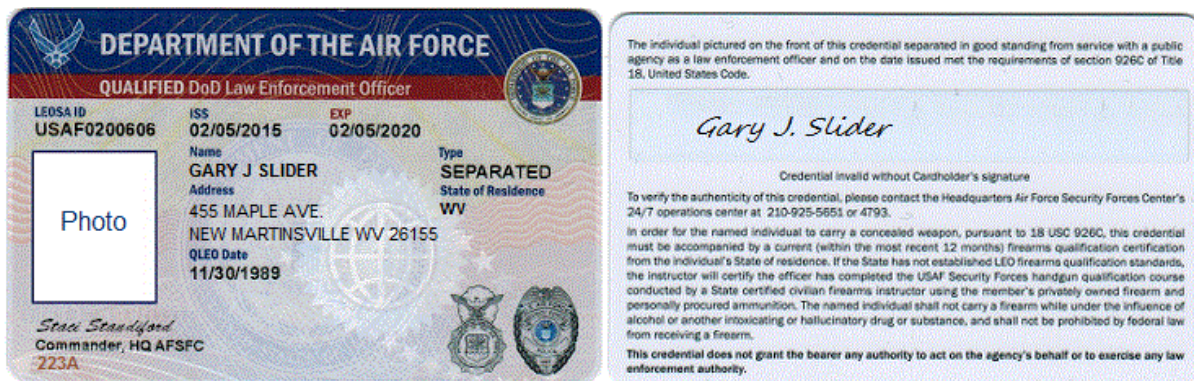 DEPARTMENT OF THE AIR FORCE
QUALIFIED DoD Law Enforcement Officer
LEOSA ID
USAF0200606
ISS
02/05/2015
EXP
02/05/2020
Name
GARY J SLIDER
Type
SEPARATED
Address
455 MAPLE AVE.
NEW MARTINSVILLE WV 26155
State of Residence
WV
QLEO Date
11/30/1989
Photo
Staci Standiford
Commander, HQ AFSFC
223A
The individual pictured on the front of this credential separated in good standing from service with a public
agency as a law enforcement officer and on the date issued met the requirements of section 926C of Title
18, United States Code.
Gary J. Slider
Credential invalid without Cardholder's signature
To verify the authenticity of this credential, please contact the Headquarters Air Force Security Forces Center's
24/7 operations center at 210-925-5651 or 4793.
In order for the named individual to carry a concealed weapon, pursuant to 18 USC 926C, this credential
must be accompanied by a current (within the most recent 12 months) firearms qualification certification
from the individual's State of residence. If the State has not established LEO firearms qualification standards,
the instructor will certify the officer has completed the USAF Security Forces handgun qualification course
conducted by a State certified civilian firearms instructor using the member's privately owned firearm and
personally procured ammunition. The named individual shall not carry a firearm while under the influence of
alcohol or another intoxicating or hallucinatory drug or substance, and shall not be prohibited by federal law
from receiving a firearm.
This credential does not grant the bearer any authority to act on the agency's behalf or to exercise any law
enforcement authority.